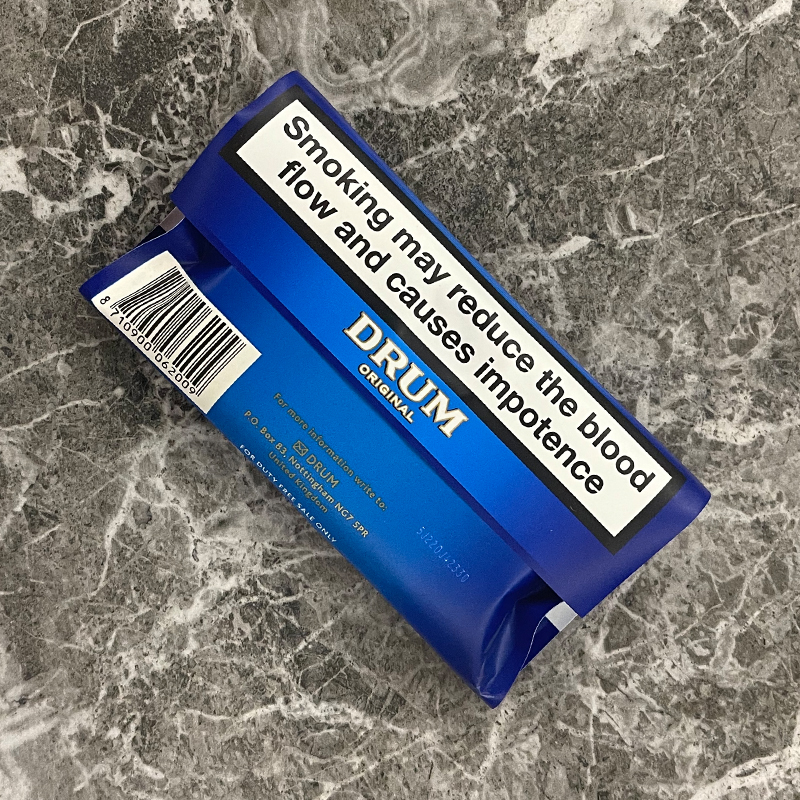 Smoking may reduce the blood
flow and causes impotence
DRUM
ORIGINAL
8 710900 062009
For more information write to:
DRUM
P.O. Box 83, Nottingham NG7 5PR
United Kingdom
FOR DUTY FREE SALE ONLY